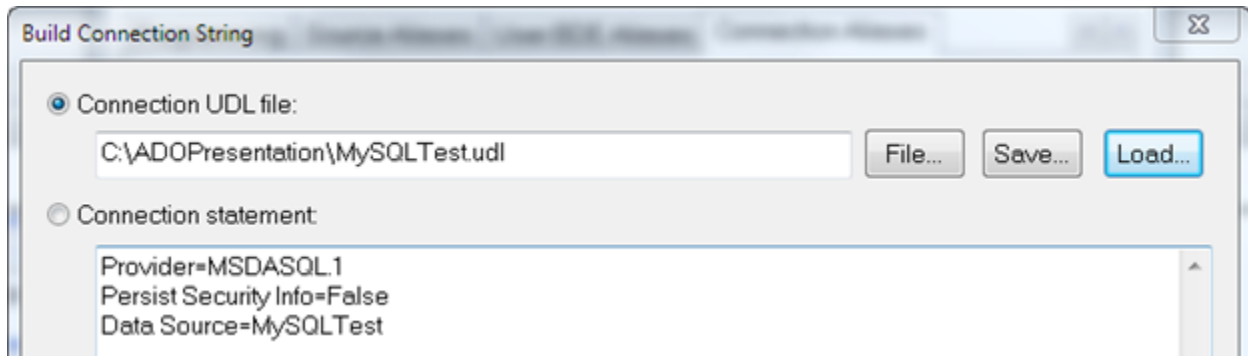 Build Connection String
Connection UDL file:
C:\ADOPresentation\MySQLTest.udl
File... Save... Load...
Connection statement:
Provider=MSDASQL.1
Persist Security Info=False
Data Source=MySQLTest